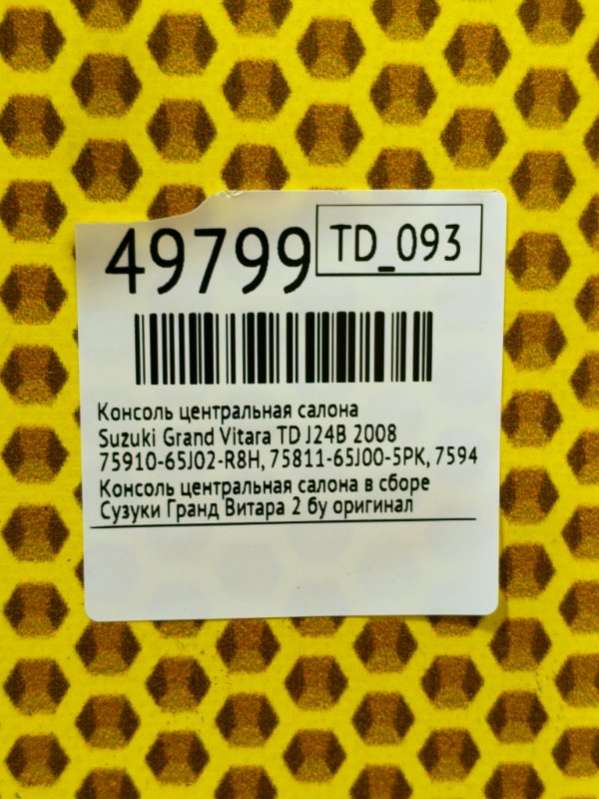 49799
TD_093
Консоль центральная салона
Suzuki Grand Vitara TD J24B 2008
75910-65J02-R8H, 75811-65J00-5PK, 7594
Консоль центральная салона в сборе
Сузуки Гранд Витара 2 бу оригинал